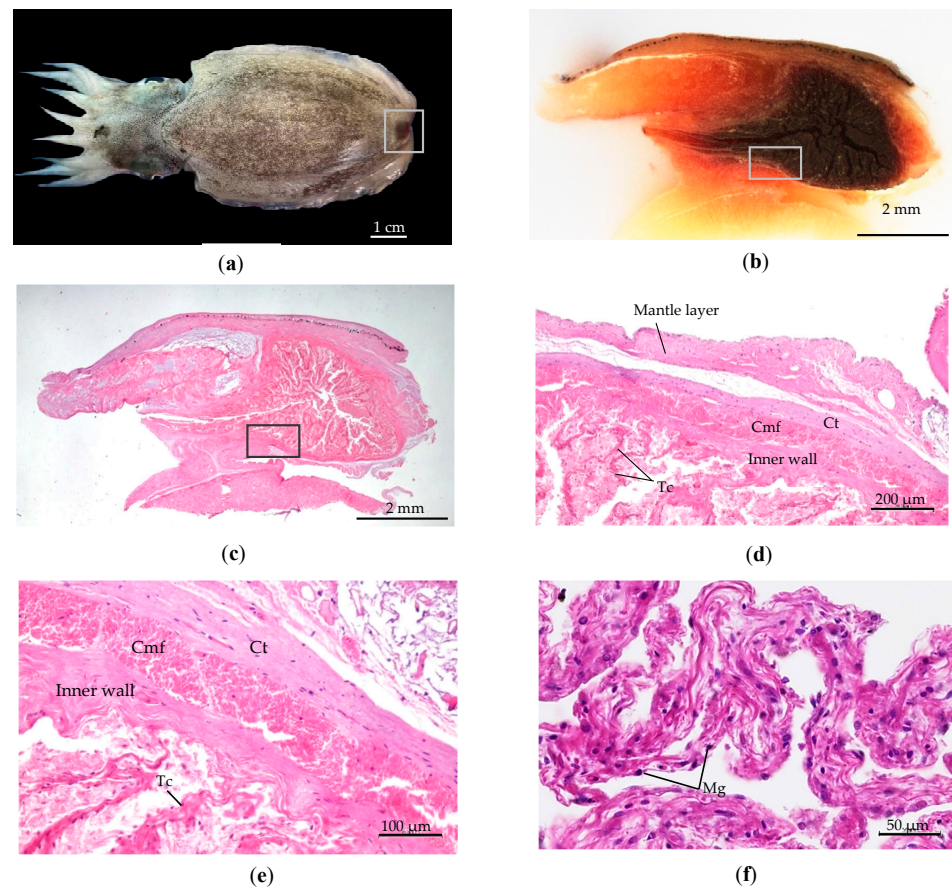 1 cm
(a)
2 mm
(b)
2 mm
(c)
Mantle layer
Cmf
Ct
Inner wall
Tc
200 µm
(d)
Cmf
Ct
Inner wall
Tc
100 µm
(e)
Mg
50 µm
(f)